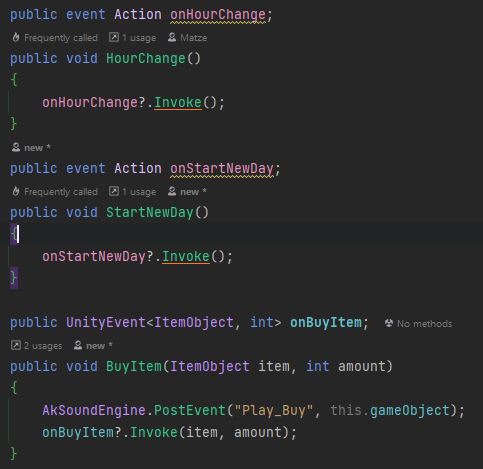 public event Action onHourChange;
Frequently called 1 usage Matze
public void HourChange()
{
onHourChange?.Invoke();
}
new *
public event Action onStartNewDay;
Frequently called 1 usage new *
public void StartNewDay()
{
onStartNewDay?.Invoke();
}
public UnityEvent<ItemObject, int> onBuyItem; No methods
2 usages new *
public void BuyItem(ItemObject item, int amount)
{
AkSoundEngine.PostEvent("Play_Buy", this.gameObject);
onBuyItem?.Invoke(item, amount);
}